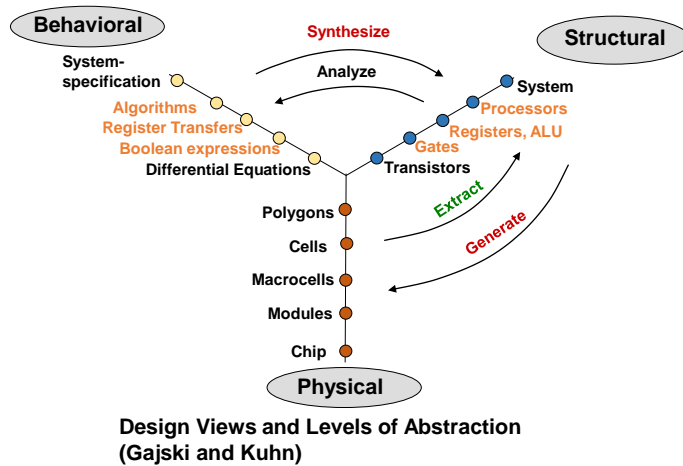 Behavioral
Synthesize
Structural
System-
specification
Analyze
System
Algorithms
Processors
Register Transfers
Registers, ALU
Boolean expressions
Gates
Differential Equations
Transistors
Extract
Polygons
Generate
Cells
Macrocells
Modules
Chip
Physical
Design Views and Levels of Abstraction
(Gajski and Kuhn)